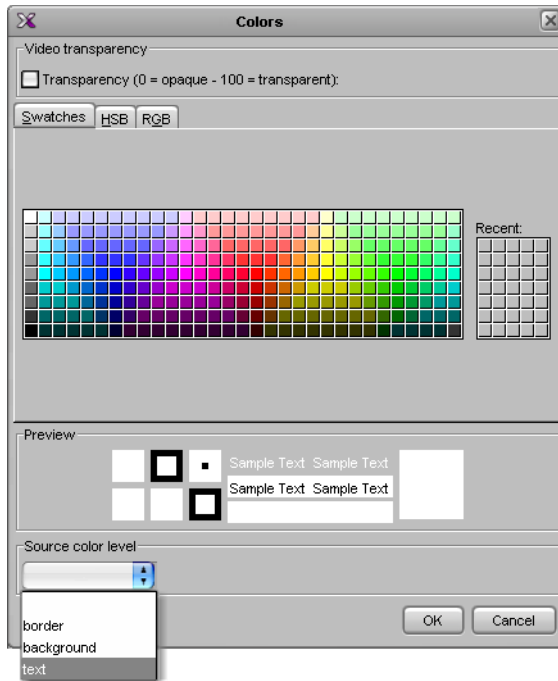 Colors
Video transparency
Transparency (0 = opaque - 100 = transparent):
Swatches HSB RGB
Recent:
Preview
Sample Text Sample Text
Sample Text Sample Text
Source color level
border
background
text
OK Cancel